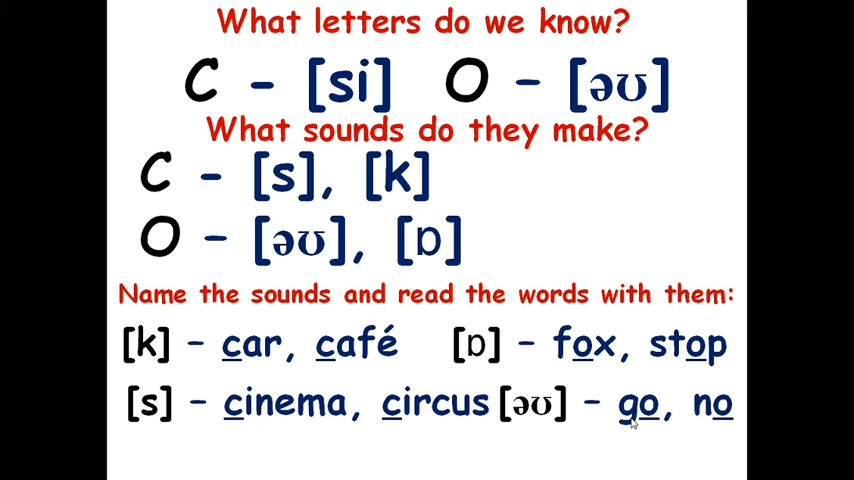 What letters do we know?
C – [si] O – [əʊ]
What sounds do they make?
C – [s], [k]
O – [əʊ], [ɒ]
Name the sounds and read the words with them:
[k] – car, café [ɒ] – fox, stop
[s] – cinema, circus [əʊ] – go, no